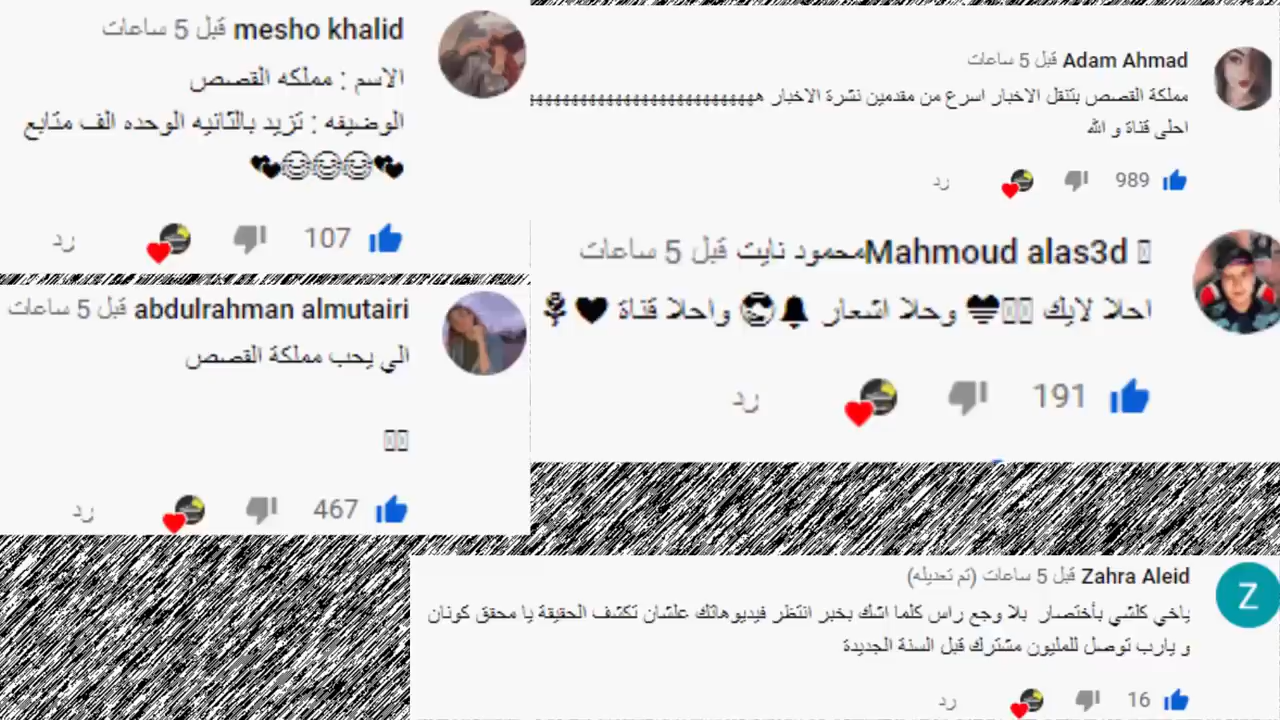 mesho khalid قبل 5 ساعات
الاسم : مملكه القصص
الوضيفه : تزيد بالثانيه الوحده الف متابع
💕😂😂😂💕
107
رد
abdulrahman almutairi قبل 5 ساعات
الي يحب مملكة القصص
467
رد
Adam Ahmad قبل 5 ساعات
مملكة القصص بتنقل الاخبار اسرع من مقدمين نشرة الاخبار هههههههههههههههههههههههههه
احلى قناة و الله
989
رد
Mahmoud alas3d محمود نايت قبل 5 ساعات
احلا لايك ❤ وحلا اشعار 🔔😎 واحلا قناة ❤⚘
191
رد
Zahra Aleid قبل 5 ساعات (تم تعديله)
ياخي كلشي بأختصار بلا وجع راس كلما اشك بخبر انتظر فيديوهاتك علشان تكشف الحقيقة يا محقق كونان
و يارب توصل للمليون مشترك قبل السنة الجديدة
16
رد
Z